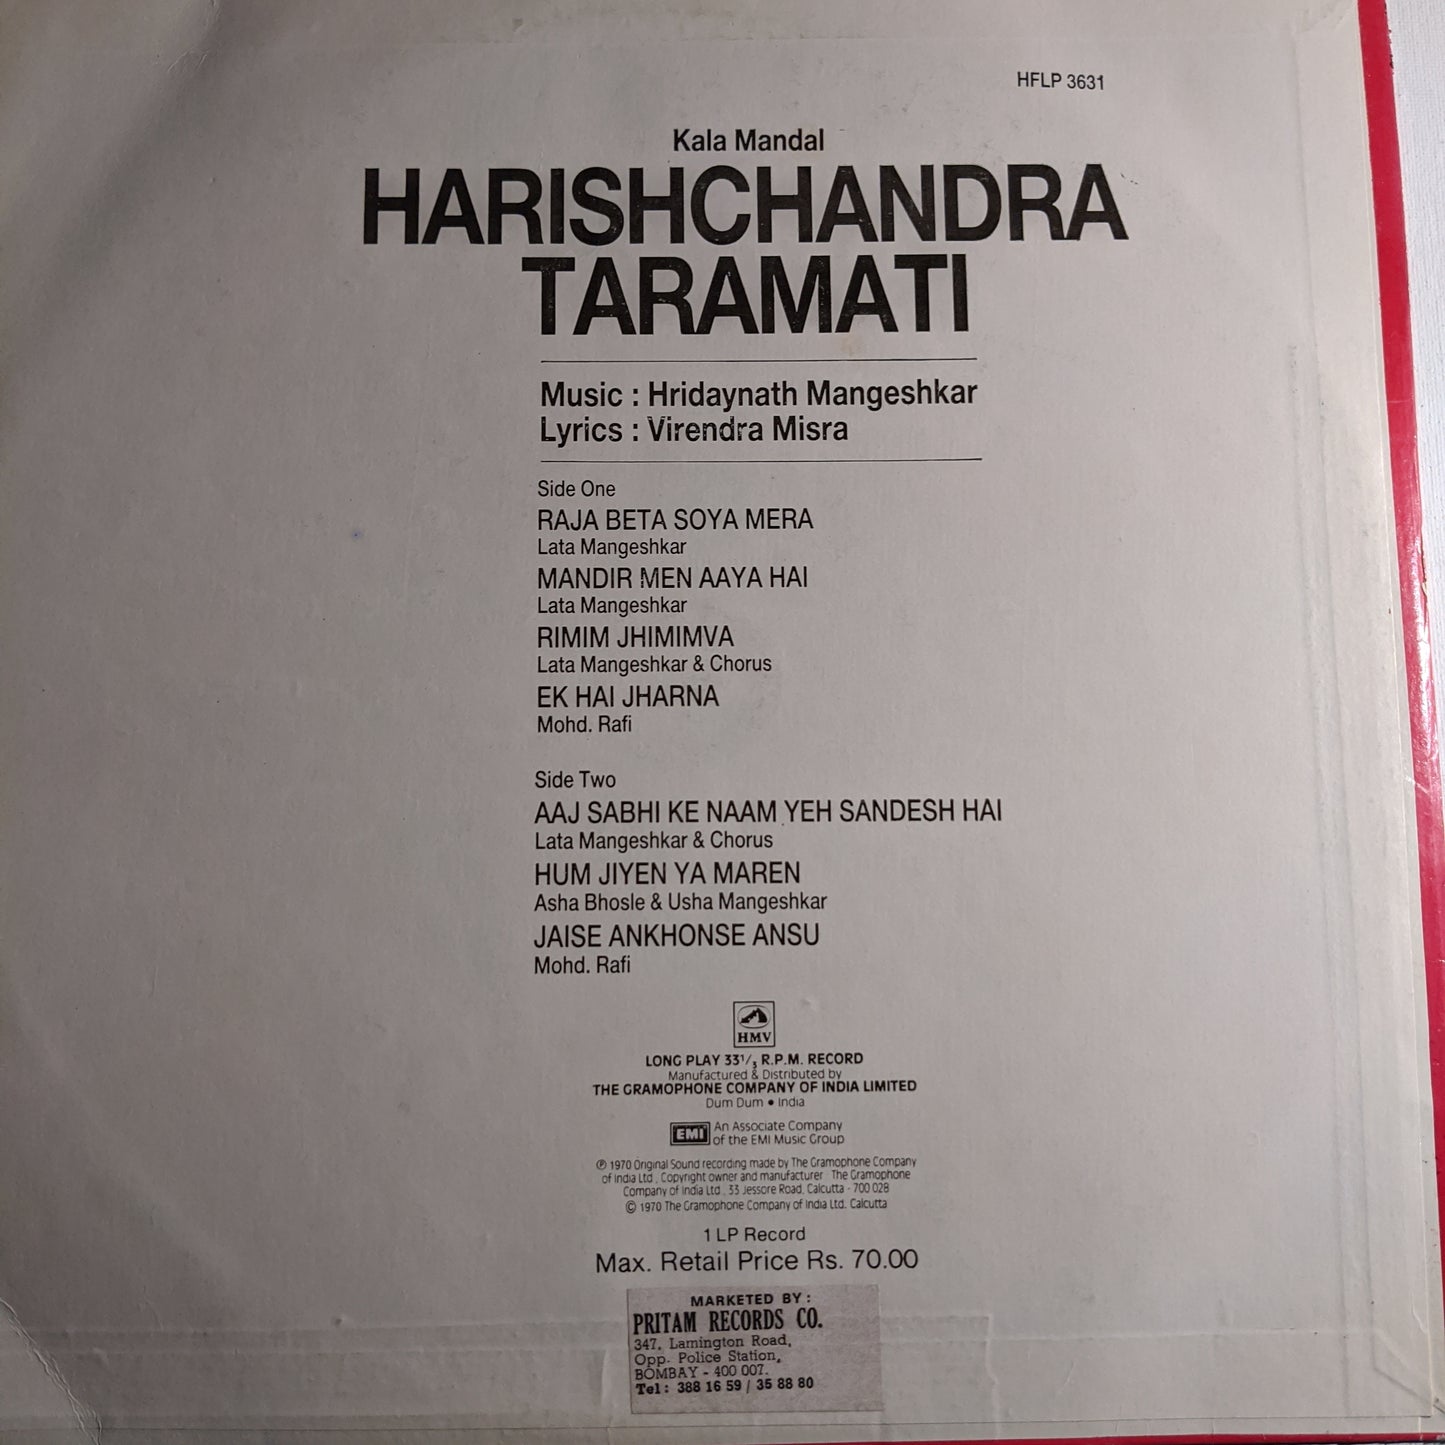 HFLP 3631
Kala Mandal
HARISHCHANDRA
TARAMATI
Music : Hridaynath Mangeshkar
Lyrics : Virendra Misra
Side One
RAJA BETA SOYA MERA
Lata Mangeshkar
MANDIR MEN AAYA HAI
Lata Mangeshkar
RIMIM JHIMIMVA
Lata Mangeshkar & Chorus
EK HAI JHARNA
Mohd. Rafi
Side Two
AAJ SABHI KE NAAM YEH SANDESH HAI
Lata Mangeshkar & Chorus
HUM JIYEN YA MAREN
Asha Bhosle & Usha Mangeshkar
JAISE ANKHONSE ANSU
Mohd. Rafi
HMV
LONG PLAY 33 1/3 R.P.M. RECORD
Manufactured & Distributed by
THE GRAMOPHONE COMPANY OF INDIA LIMITED
Dum Dum • India
EMI An Associate Company
of the EMI Music Group
℗ 1970 Original Sound recording made by The Gramophone Company
of India Ltd., Copyright owner and manufacturer The Gramophone
Company of India Ltd., 33 Jessore Road, Calcutta - 700 028
© 1970 The Gramophone Company of India Ltd. Calcutta
1 LP Record
Max. Retail Price Rs. 70.00
MARKETED BY :
PRITAM RECORDS CO.
347, Lamington Road,
Opp. Police Station,
BOMBAY - 400 007.
Tel : 388 16 59 / 35 88 80